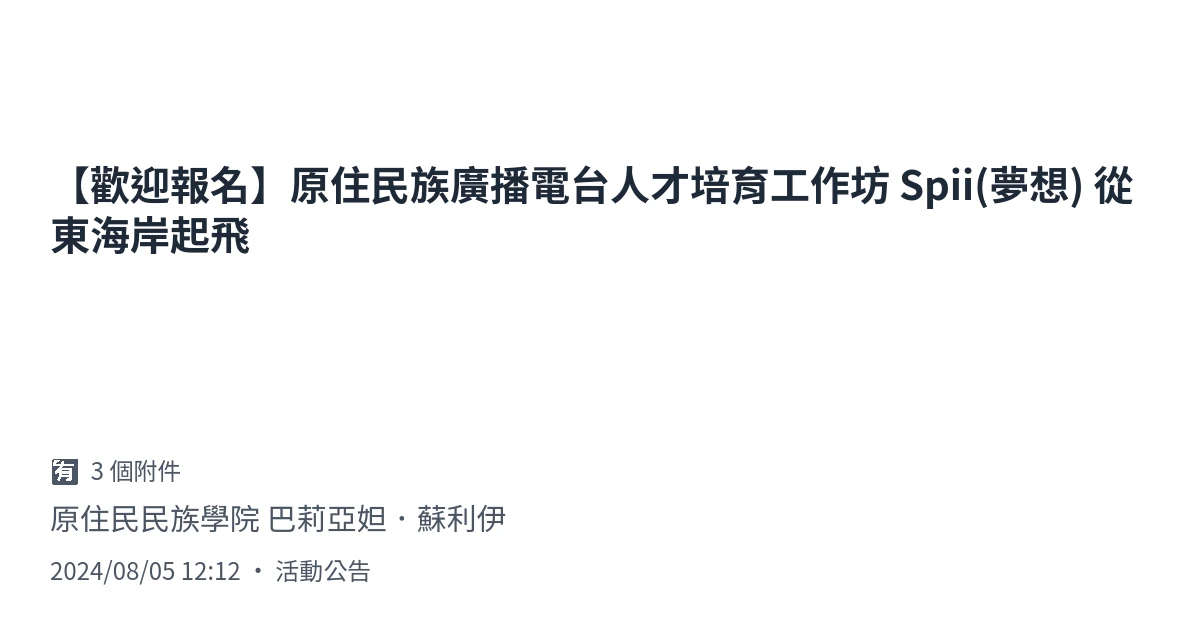 【歡迎報名】原住民族廣播電台人才培育工作坊 Spii(夢想) 從
東海岸起飛
有 3 個附件
原住民民族學院 巴莉亞妲・蘇利伊
2024/08/05 12:12 • 活動公告